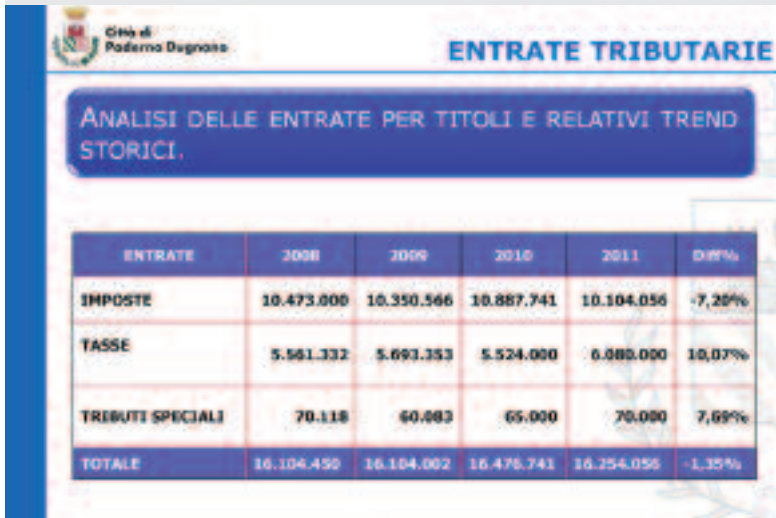 Città di
Paderno Dugnano
ENTRATE TRIBUTARIE
ANALISI DELLE ENTRATE PER TITOLI E RELATIVI TREND
STORICI.
ENTRATE 2008 2009 2010 2011 Diff%
IMPOSTE 10.473.000 10.350.566 10.887.741 10.104.056 -7,20%
TASSE 5.561.332 5.693.353 5.524.000 6.080.000 10,07%
TRIBUTI SPECIALI 70.118 60.083 65.000 70.000 7,69%
TOTALE 16.104.450 16.104.002 16.476.741 16.254.056 -1,35%